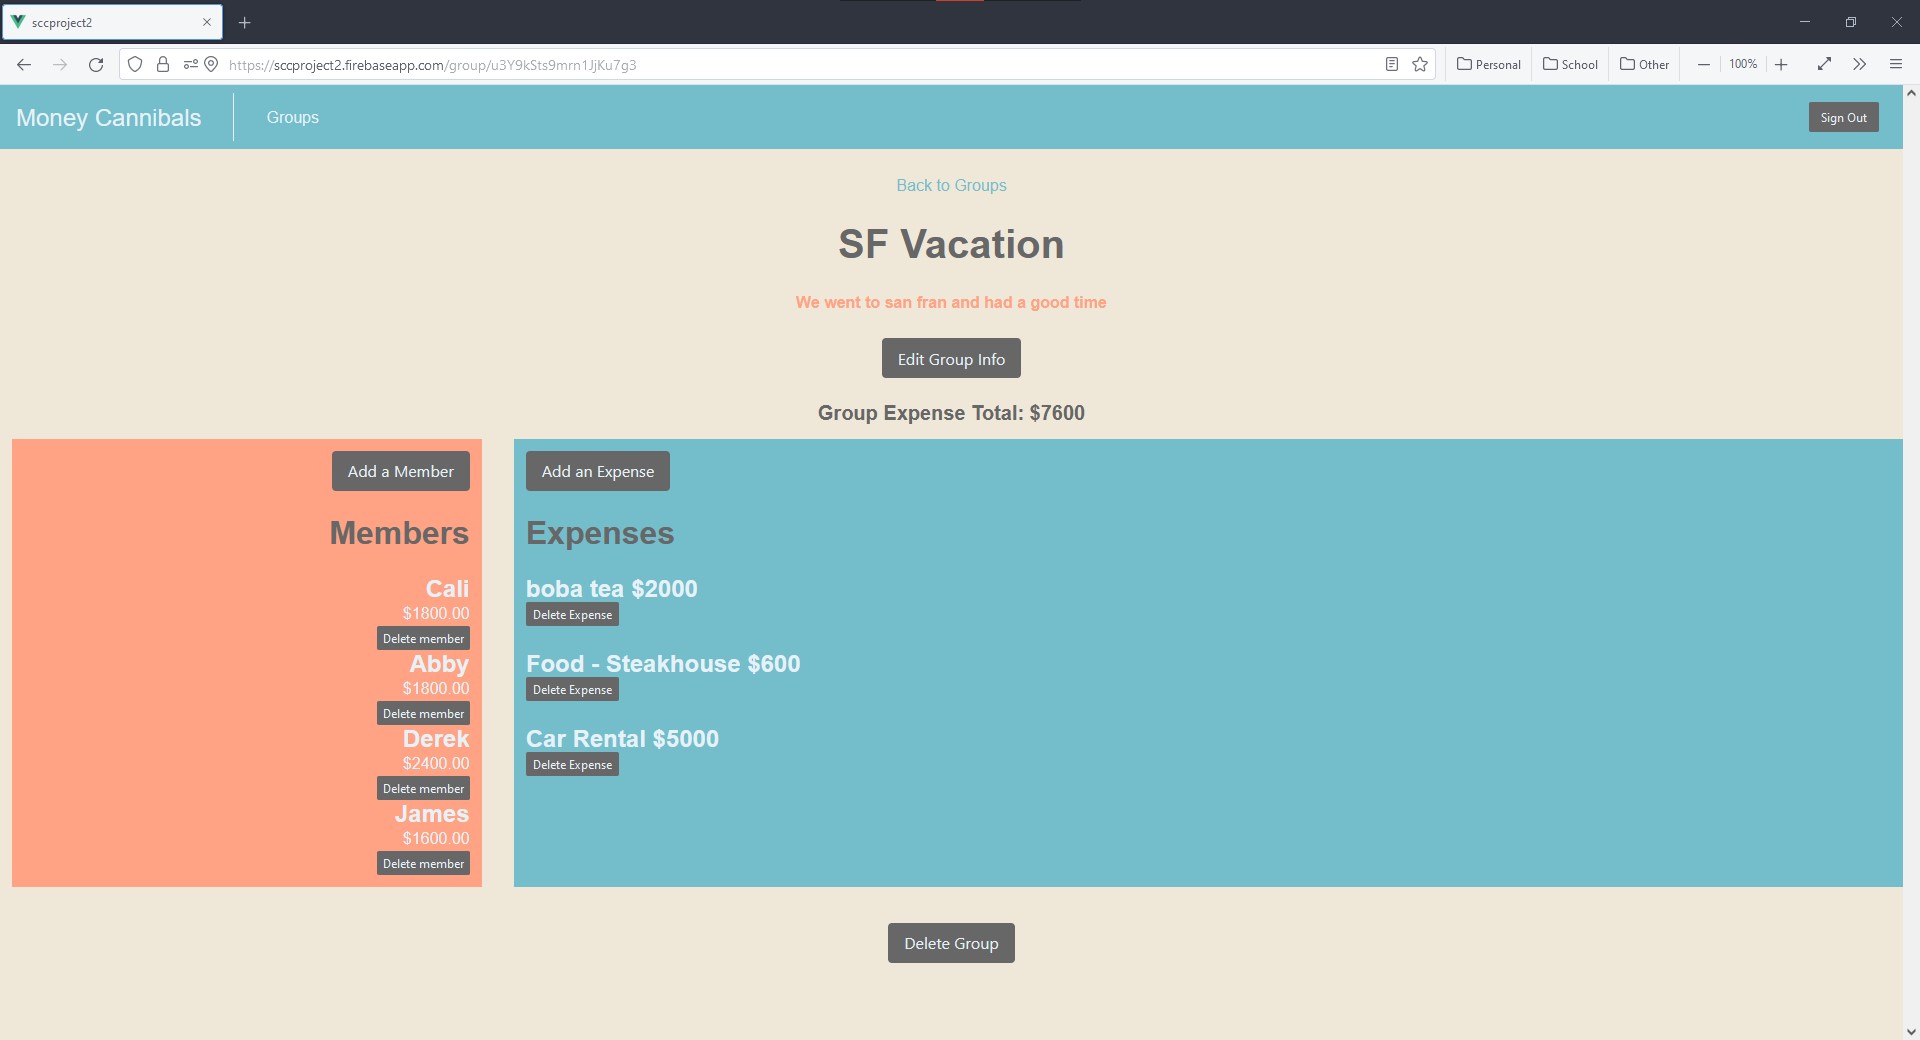 sccproject2
https://sccproject2.firebaseapp.com/group/u3Y9kSts9mrn1JjKu7g3
Personal
School
Other
100%
Money Cannibals
Groups
Sign Out
Back to Groups
SF Vacation
We went to san fran and had a good time
Edit Group Info
Group Expense Total: $7600
Add a Member
Members
Cali
$1800.00
Delete member
Abby
$1800.00
Delete member
Derek
$2400.00
Delete member
James
$1600.00
Delete member
Add an Expense
Expenses
boba tea $2000
Delete Expense
Food - Steakhouse $600
Delete Expense
Car Rental $5000
Delete Expense
Delete Group